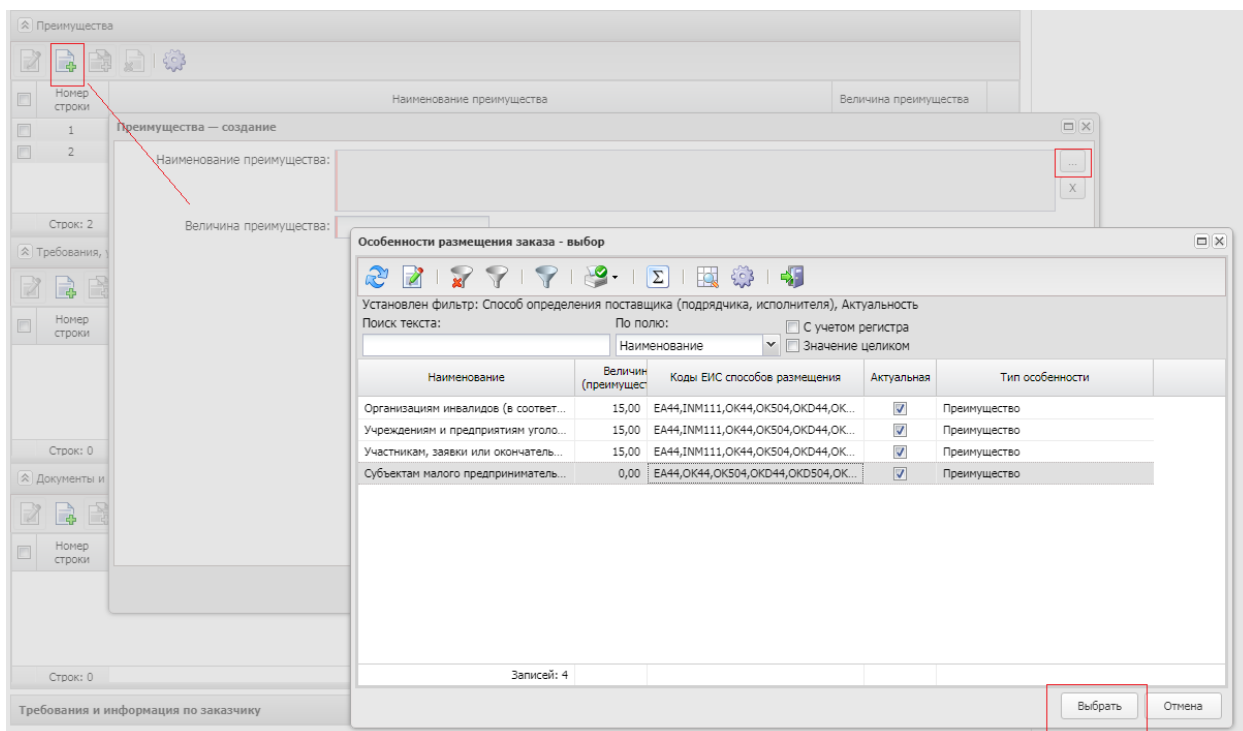 Преимущества
Номер строки
Наименование преимущества
Величина преимущества
1
2
Строк: 2
Преимущества — создание
Наименование преимущества:
...
X
Величина преимущества:
Требования,
Номер строки
Строк: 0
Документы и
Номер строки
Строк: 0
Требования и информация по заказчику
Особенности размещения заказа - выбор
Установлен фильтр: Способ определения поставщика (подрядчика, исполнителя), Актуальность
Поиск текста:
По полю:
С учетом регистра
Наименование
Значение целиком
Наименование
Величин (преимущес
Коды ЕИС способов размещения
Актуальная
Тип особенности
Организациям инвалидов (в соответ... 15,00 EA44,INM111,OK44,OK504,OKD44,OK... Преимущество
Учреждениям и предприятиям уголо... 15,00 EA44,INM111,OK44,OK504,OKD44,OK... Преимущество
Участникам, заявки или окончатель... 15,00 EA44,INM111,OK44,OK504,OKD44,OK... Преимущество
Субъектам малого предприниматель... 0,00 EA44,OK44,OK504,OKD44,OKD504,OK... Преимущество
Записей: 4
Выбрать
Отмена